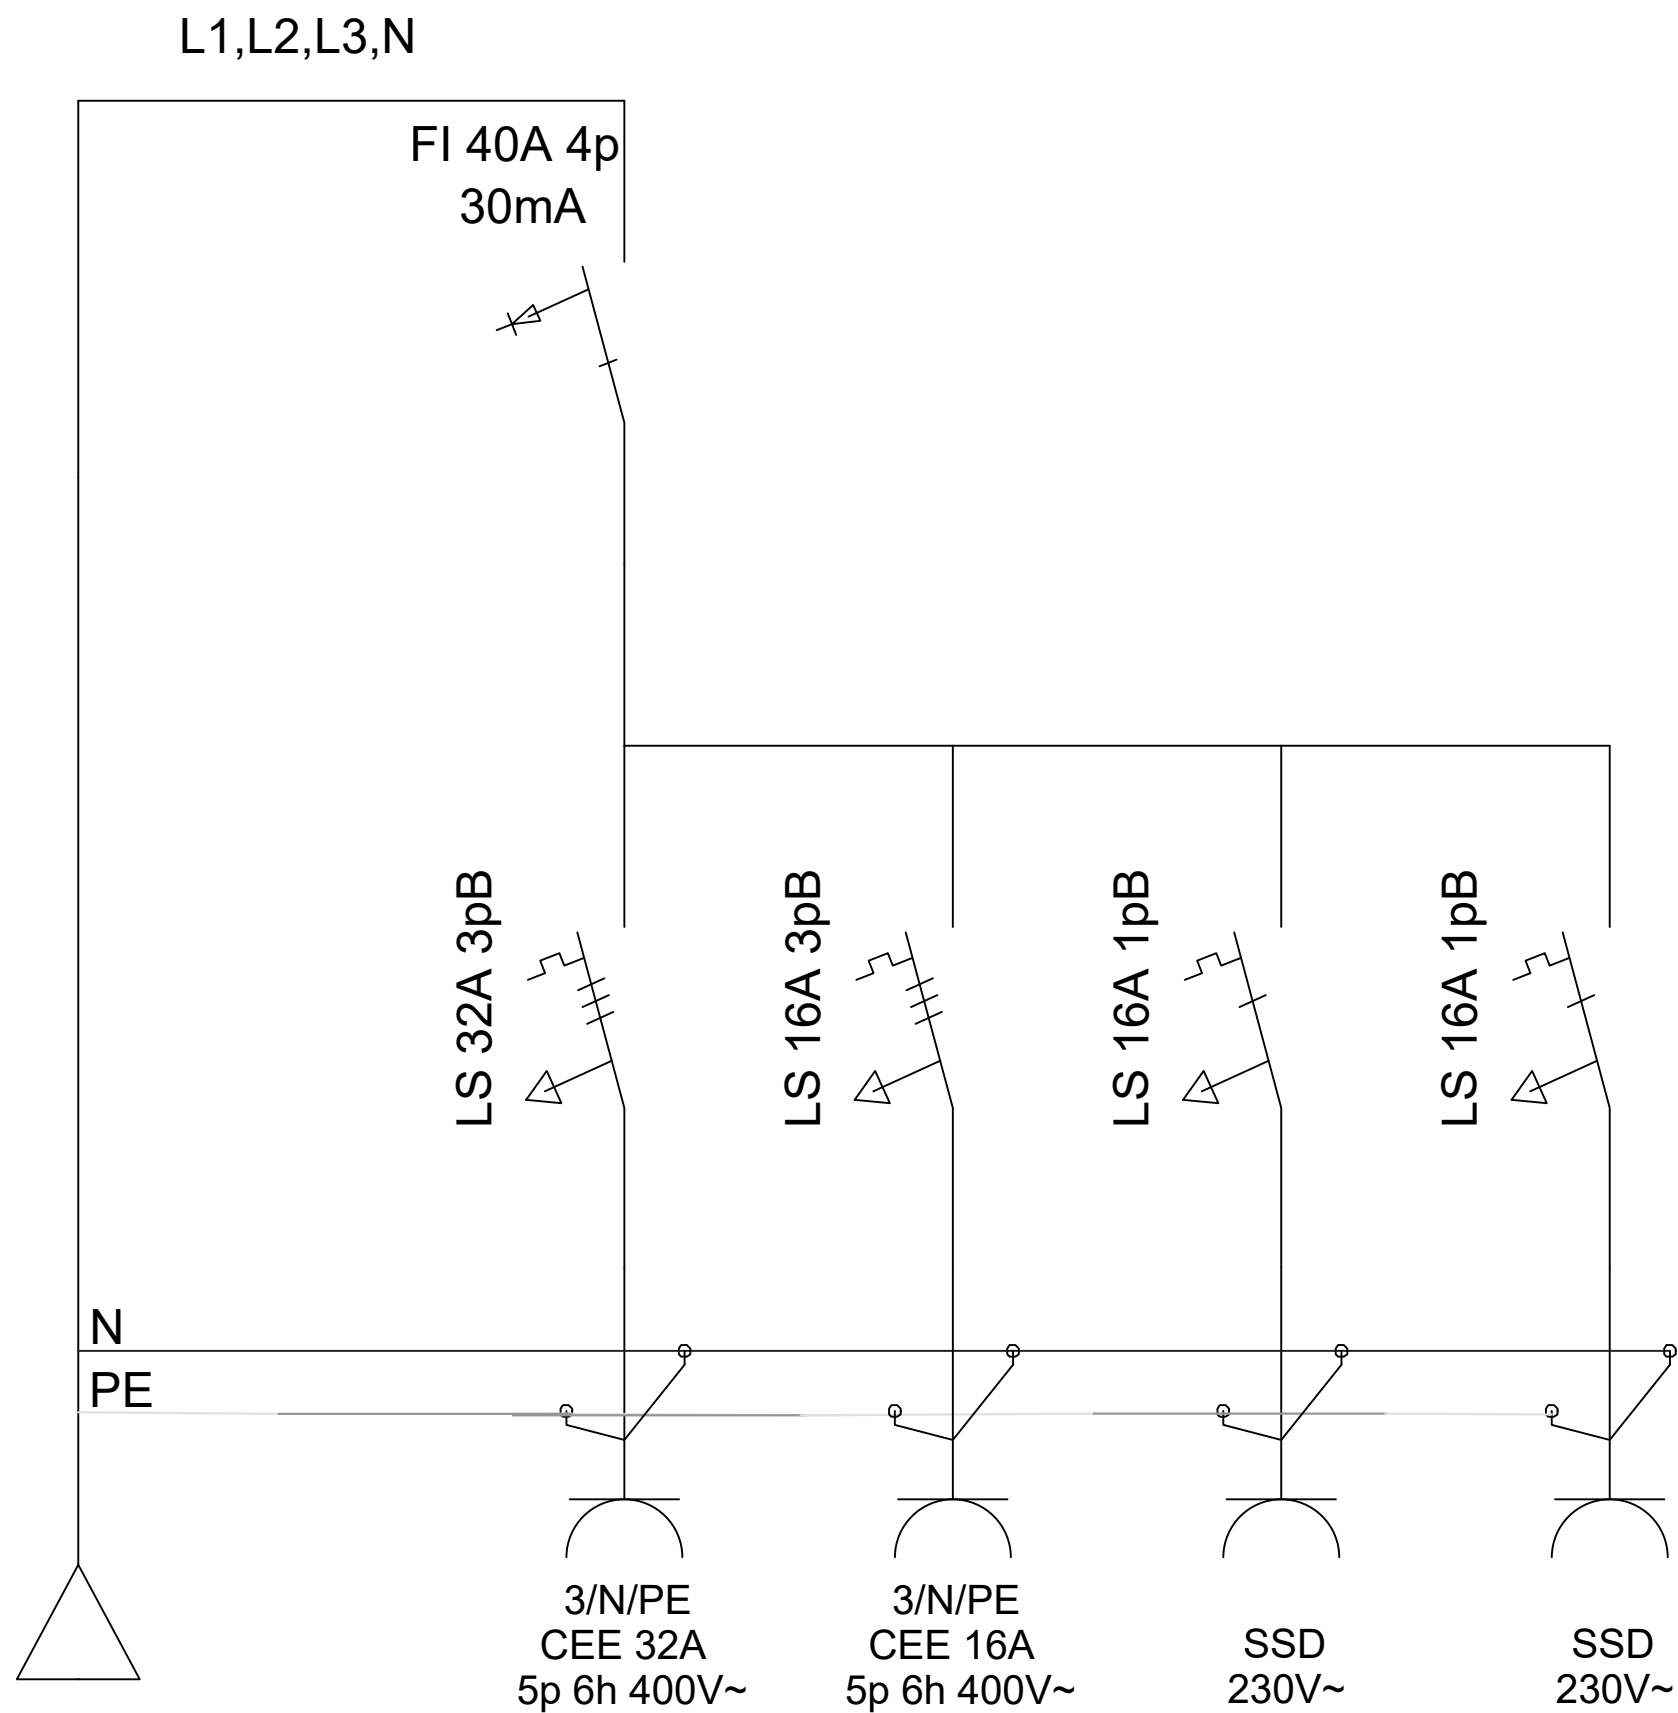 L1,L2,L3,N
FI 40A 4p
30mA
LS 32A 3pB
LS 16A 3pB
LS 16A 1pB
LS 16A 1pB
N
PE
3/N/PE
CEE 32A
5p 6h 400V~
3/N/PE
CEE 16A
5p 6h 400V~
SSD
230V~
SSD
230V~